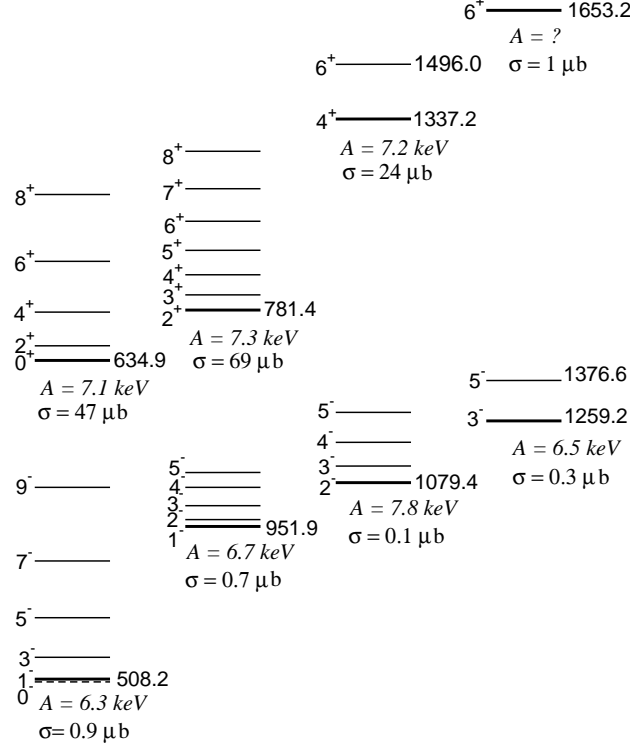 6+ 1653.2
A = ?
σ = 1 μb
6+ 1496.0
4+ 1337.2
A = 7.2 keV
σ = 24 μb
8+
7+
6+
5+
4+
3+
2+ 781.4
A = 7.3 keV
σ = 69 μb
8+
6+
4+
2+
0+ 634.9
A = 7.1 keV
σ = 47 μb
5- 1376.6
3- 1259.2
A = 6.5 keV
σ = 0.3 μb
5-
4-
3-
2- 1079.4
A = 7.8 keV
σ = 0.1 μb
5-
4-
3-
2-
1- 951.9
A = 6.7 keV
σ = 0.7 μb
9-
7-
5-
3-
1- 508.2
0-
A = 6.3 keV
σ= 0.9 μb